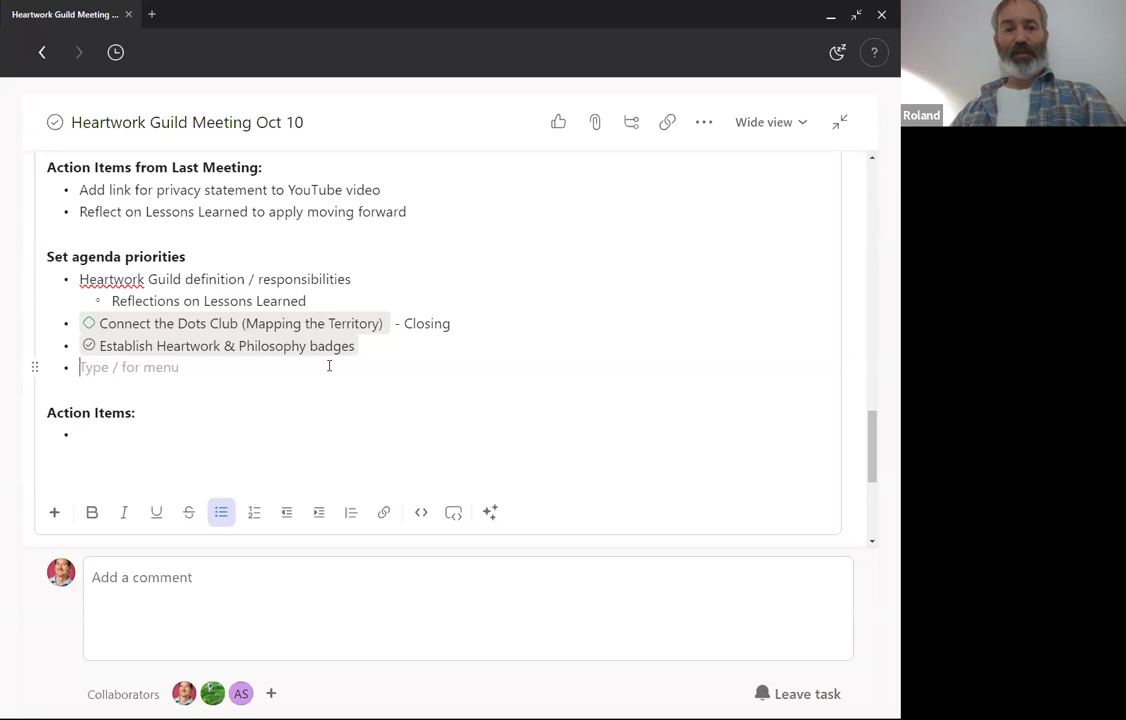 Heartwork Guild Meeting ...
Roland
Heartwork Guild Meeting Oct 10
Wide view
Action Items from Last Meeting:
• Add link for privacy statement to YouTube video
• Reflect on Lessons Learned to apply moving forward
Set agenda priorities
• Heartwork Guild definition / responsibilities
◦ Reflections on Lessons Learned
• Connect the Dots Club (Mapping the Territory) - Closing
• Establish Heartwork & Philosophy badges
• Type / for menu
Action Items:
•
Add a comment
Collaborators AS Leave task